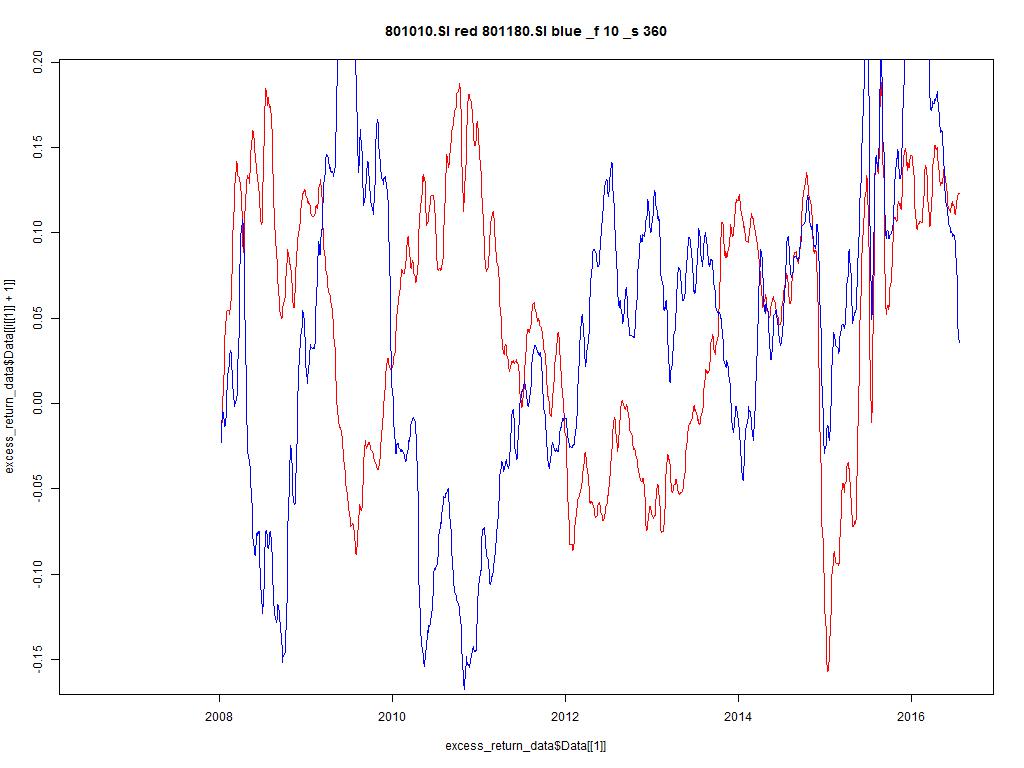 801010.SI red 801180.SI blue _f 10 _s 360
0.20
0.15
0.10
0.05
0.00
-0.05
-0.10
-0.15
excess_return_data$Data[[i[[1]] + 1]]
2008 2010 2012 2014 2016
excess_return_data$Data[[1]]